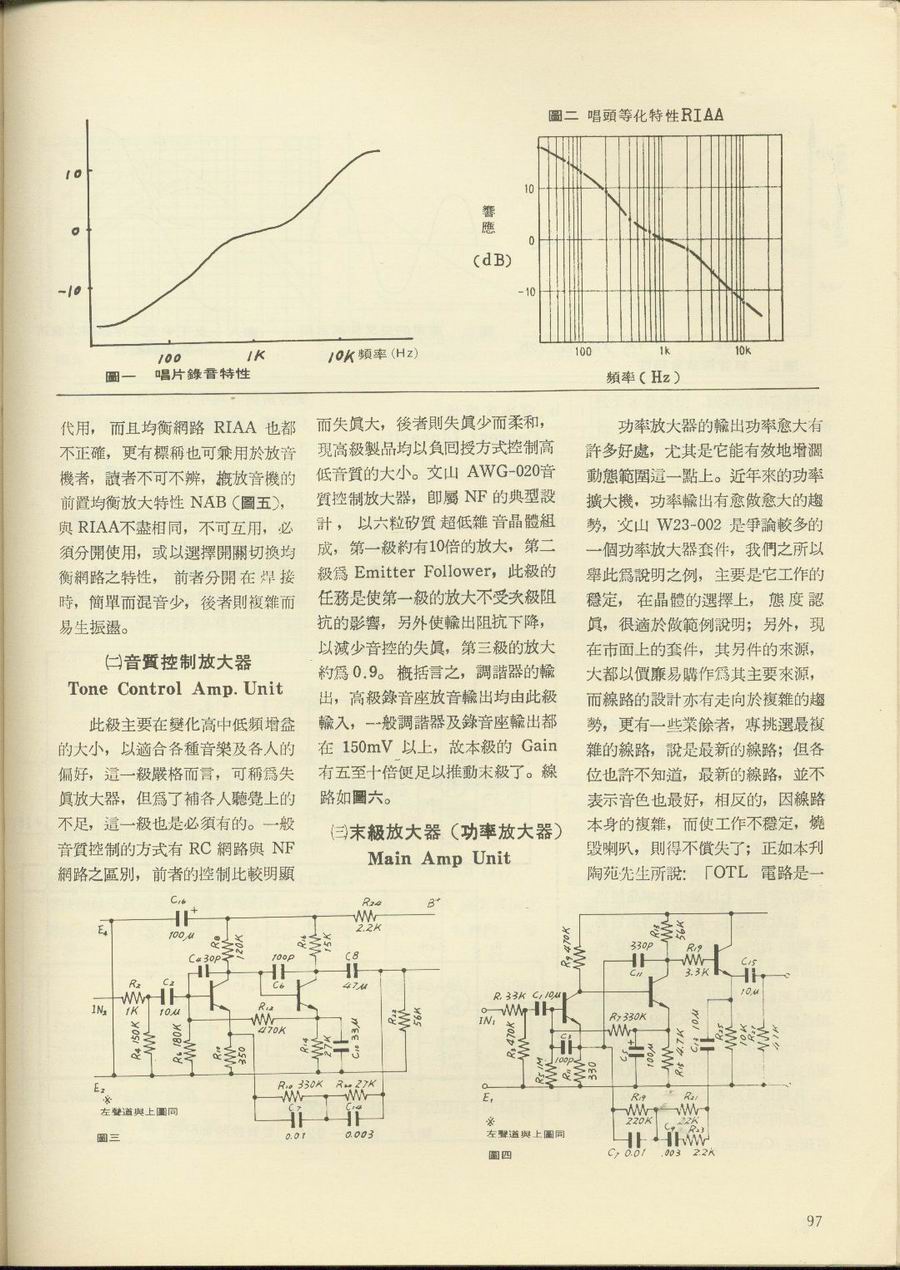 圖二 唱頭等化特性RIAA
10
0
-10
100
1K
10K 頻率(Hz)
圖一 唱片錄音特性
響應
(dB)
10
0
-10
100
1k
10k
頻率( Hz )
代用，而且均衡網路 RIAA 也都
不正確，更有標稱也可兼用於放音
機者，讀者不可不辨，概放音機的
前置均衡放大特性 NAB（圖五），
與 RIAA不盡相同，不可互用，必
須分開使用，或以選擇開關切換均
衡網路之特性， 前者分開在焊接
時，簡單而混音少，後者則複雜而
易生振盪。
㈡音質控制放大器
Tone Control Amp. Unit
此級主要在變化高中低頻增益
的大小，以適合各種音樂及各人的
偏好，這一級嚴格而言，可稱爲失
眞放大器，但爲了補各人聽覺上的
不足，這一級也是必須有的。一般
音質控制的方式有 RC 網路與 NF
網路之區別，前者的控制比較明顯
而失眞大，後者則失眞少而柔和，
現高級製品均以負回授方式控制高
低音質的大小。文山 AWG-020音
質控制放大器，卽屬 NF 的典型設
計， 以六粒矽質超低雜音晶體組
成，第一級約有10倍的放大，第二
級爲 Emitter Follower，此級的
任務是使第一級的放大不受次級阻
抗的影響，另外使輸出阻抗下降，
以減少音控的失眞，第三級的放大
約爲 0.9。 概括言之，調諧器的輸
出，高級錄音座放音輸出均由此級
輸入，一般調諧器及錄音座輸出都
在 150mV 以上，故本級的 Gain
有五至十倍便足以推動末級了。線
路如圖六。
㈢末級放大器（功率放大器）
Main Amp Unit
功率放大器的輸出功率愈大有
許多好處，尤其是它能有效地增濶
動態範圍這一點上。近年來的功率
擴大機，功率輸出有愈做愈大的趨
勢，文山 W23-002 是爭論較多的
一個功率放大器套件，我們之所以
舉此爲說明之例，主要是它工作的
穩定， 在晶體的選擇上， 態度認
眞，很適於做範例說明；另外，現
在市面上的套件，其另件的來源，
大都以價廉易購作爲其主要來源，
而線路的設計亦有走向於複雜的趨
勢，更有一些業餘者，專挑選最複
雜的線路，說是最新的線路；但各
位也許不知道，最新的線路，並不
表示音色也最好，相反的，因線路
本身的複雜，而使工作不穩定，燒
毀喇叭，則得不償失了；正如本刋
陶苑先生所說: 「OTL 電路是一
C16
+
100μ
R24
2.2K
B+
E4
R8
120K
R16
15K
C4 30P
100P
C6
C8
47μ
R2
1K
C2
10μ
IN2
R4 150K
R6 180K
R12
470K
R10
350
R14
27K
C10 33μ
R22
56K
E2
※
左聲道與上圖同
R10 330K
R20 27K
C7
0.01
C14
0.003
圖三
R9 470K
330P
C11
R13
56K
R19
3.3K
C15
10μ
R1 33K
C1 10μ
IN1
R3 470K
R7 330K
C3
100P
R5 1M
R11
330
C5
100μ
+
R15 4.7K
C13 10μ
R25
10K
E1
※
左聲道與上圖同
R19
220K
R21
22K
C7 0.01
C9
.003
R23
2.2K
圖四
97